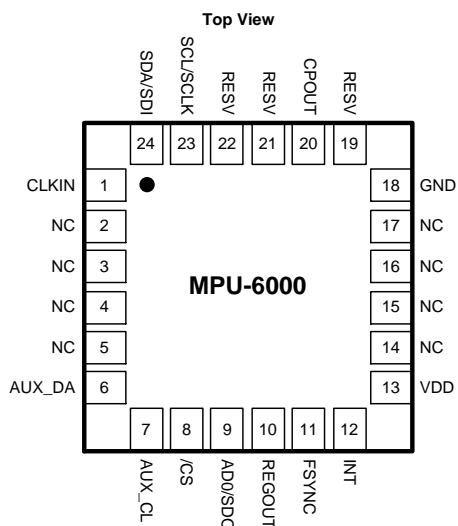 Top View
SDA/SDI
SCL/SCLK
RESV
RESV
CPOUT
RESV
24
23
22
21
20
19
CLKIN
1
18
GND
NC
2
17
NC
NC
3
16
NC
MPU-6000
NC
4
15
NC
NC
5
14
NC
AUX_DA
6
13
VDD
7
8
9
10
11
12
AUX_CL
/CS
AD0/SDO
REGOUT
FSYNC
INT